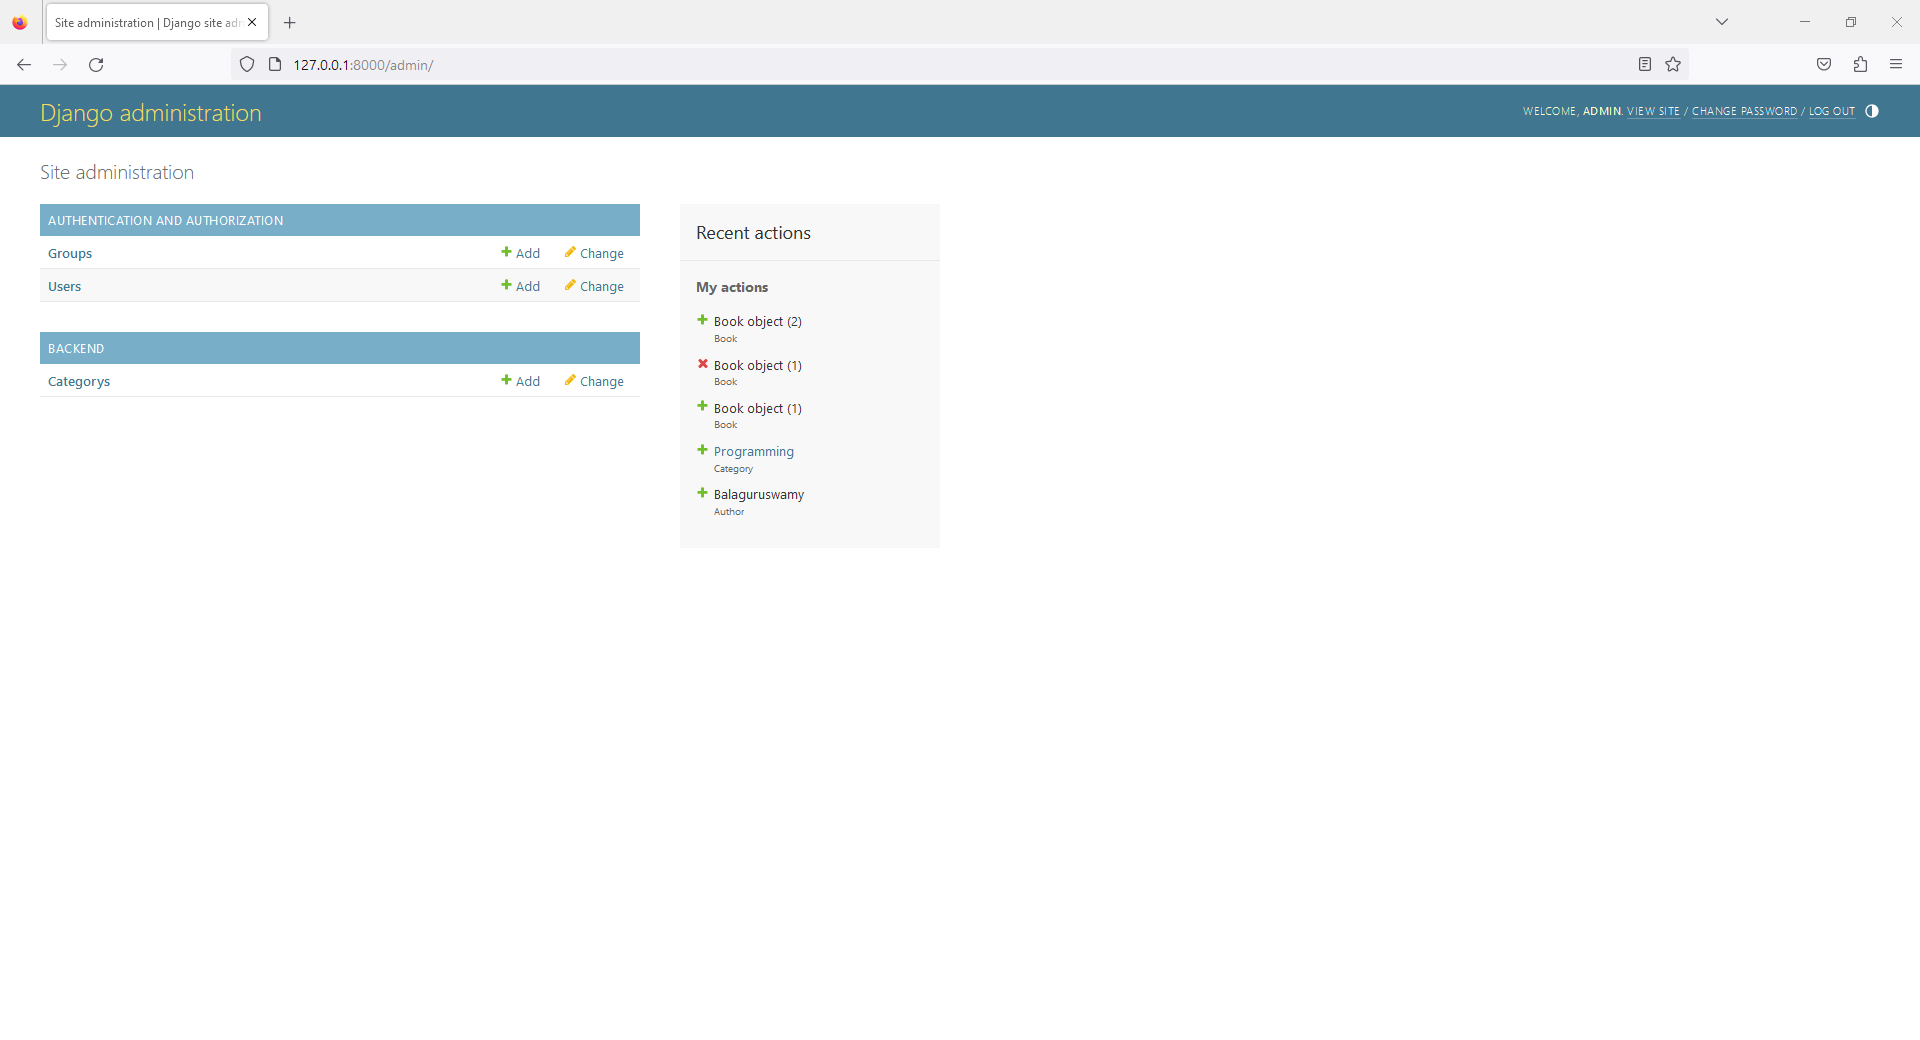 Site administration | Django site adm
127.0.0.1:8000/admin/
Django administration
WELCOME, ADMIN. VIEW SITE / CHANGE PASSWORD / LOG OUT
Site administration
AUTHENTICATION AND AUTHORIZATION
Groups Add Change
Users Add Change
BACKEND
Categorys Add Change
Recent actions
My actions
Book object (2)
Book
Book object (1)
Book
Book object (1)
Book
Programming
Category
Balaguruswamy
Author